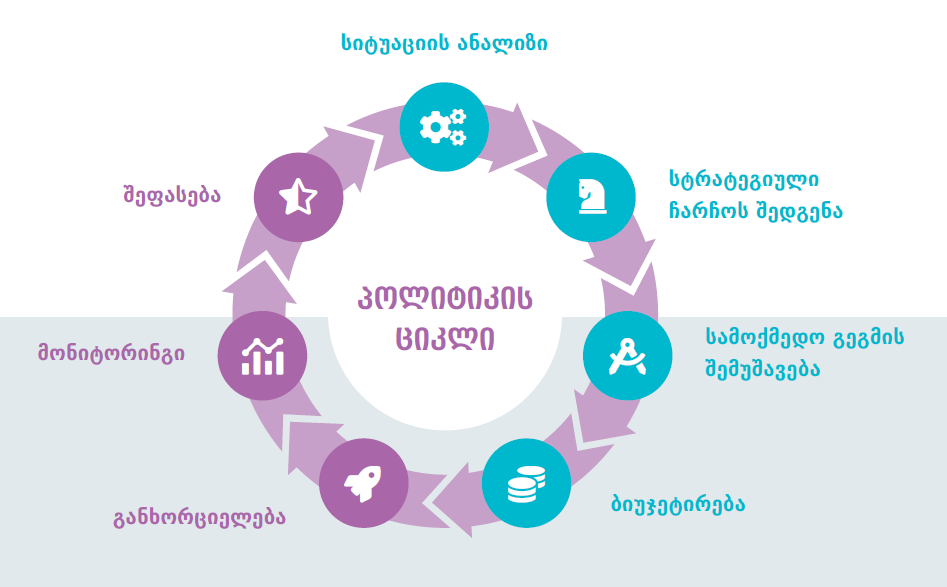 სიტუაციის ანალიზი
სტრატეგიული
ჩარჩოს შედგენა
სამოქმედო გეგმის
შემუშავება
ბიუჯეტირება
განხორციელება
მონიტორინგი
შეფასება
პოლიტიკის
ციკლი